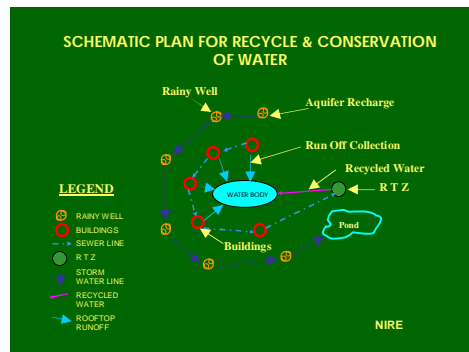 SCHEMATIC PLAN FOR RECYCLE & CONSERVATION
OF WATER
Rainy Well
Aquifer Recharge
Run Off Collection
Recycled Water
R T Z
WATER BODY
Pond
Buildings
LEGEND
RAINY WELL
BUILDINGS
SEWER LINE
R T Z
STORM
WATER LINE
RECYCLED
WATER
ROOFTOP
RUNOFF
NIRE